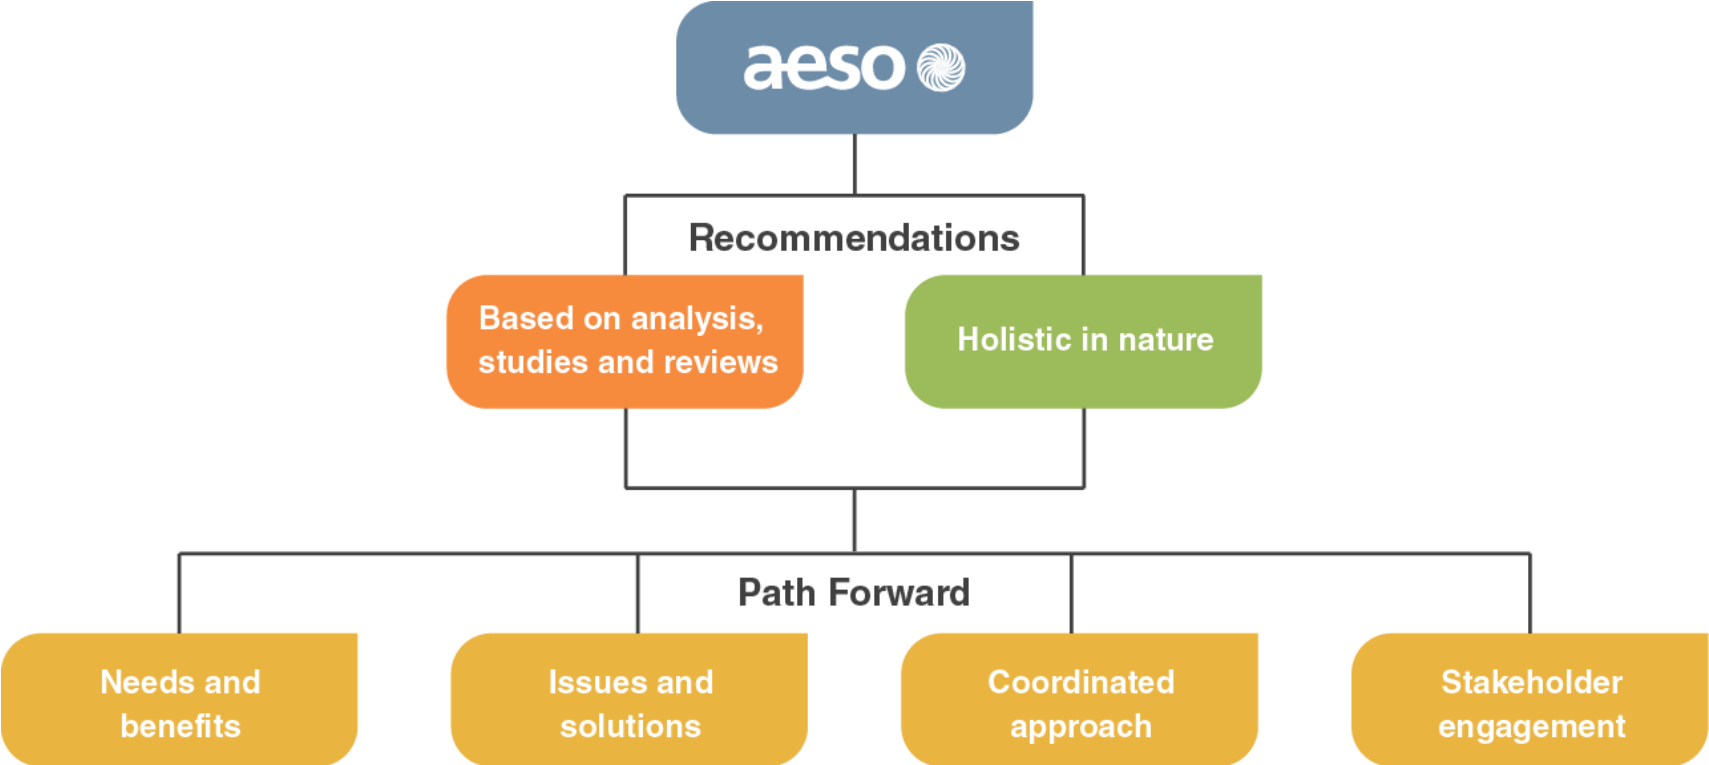 aeso
Recommendations
Based on analysis,
studies and reviews
Holistic in nature
Path Forward
Needs and
benefits
Issues and
solutions
Coordinated
approach
Stakeholder
engagement